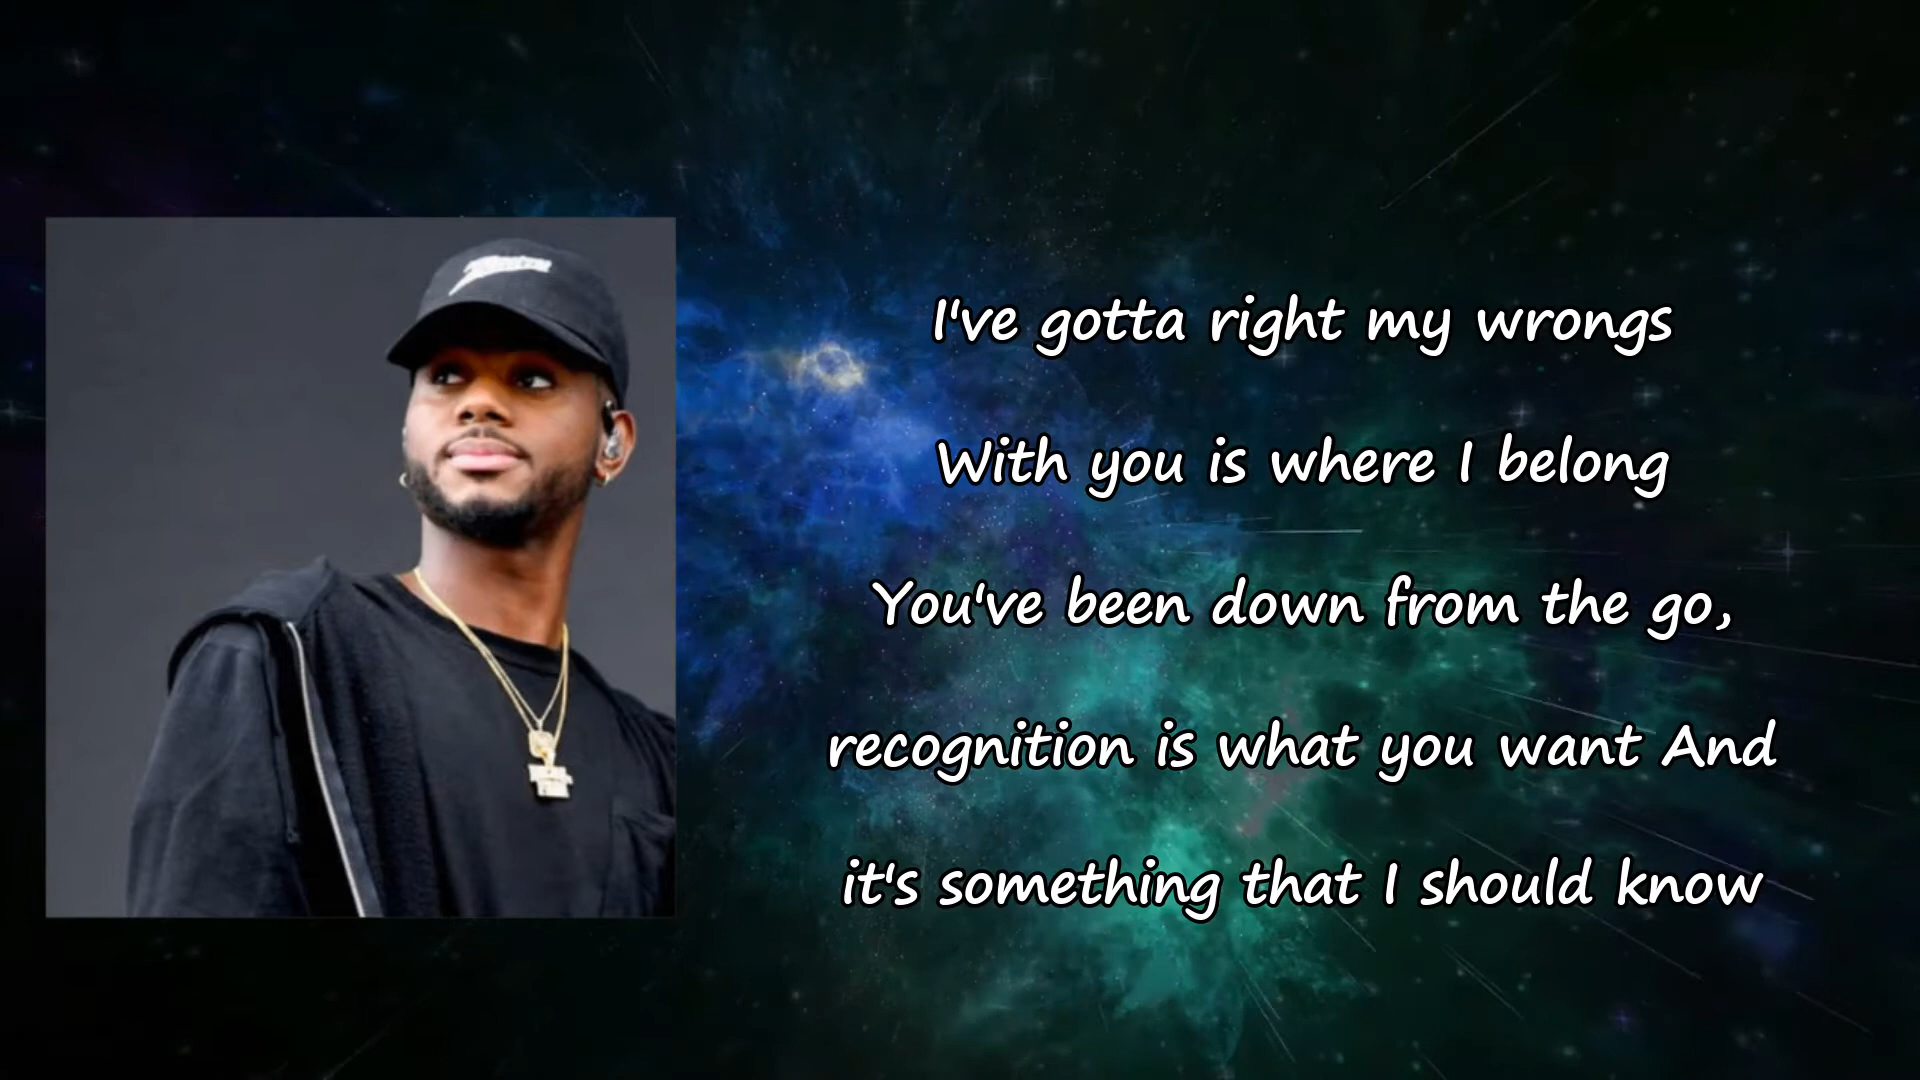 I've gotta right my wrongs
With you is where I belong
You've been down from the go,
recognition is what you want And
it's something that I should know